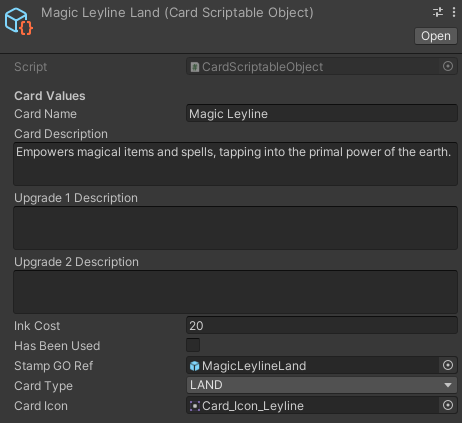 Magic Leyline Land (Card Scriptable Object)
Open
Script CardScriptableObject
Card Values
Card Name Magic Leyline
Card Description
Empowers magical items and spells, tapping into the primal power of the earth.
Upgrade 1 Description
Upgrade 2 Description
Ink Cost 20
Has Been Used
Stamp GO Ref MagicLeylineLand
Card Type LAND
Card Icon Card_Icon_Leyline